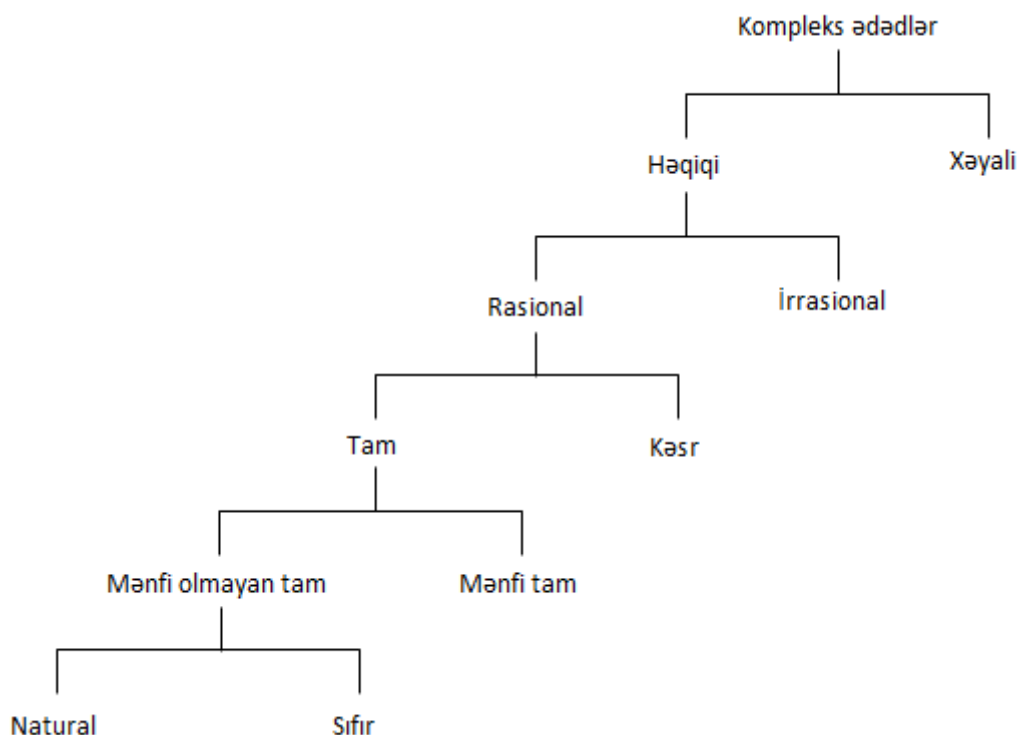 Kompleks ədədlər
Həqiqi
Xəyali
Rasional
İrrasional
Tam
Kəsr
Mənfi olmayan tam
Mənfi tam
Natural
Sıfır